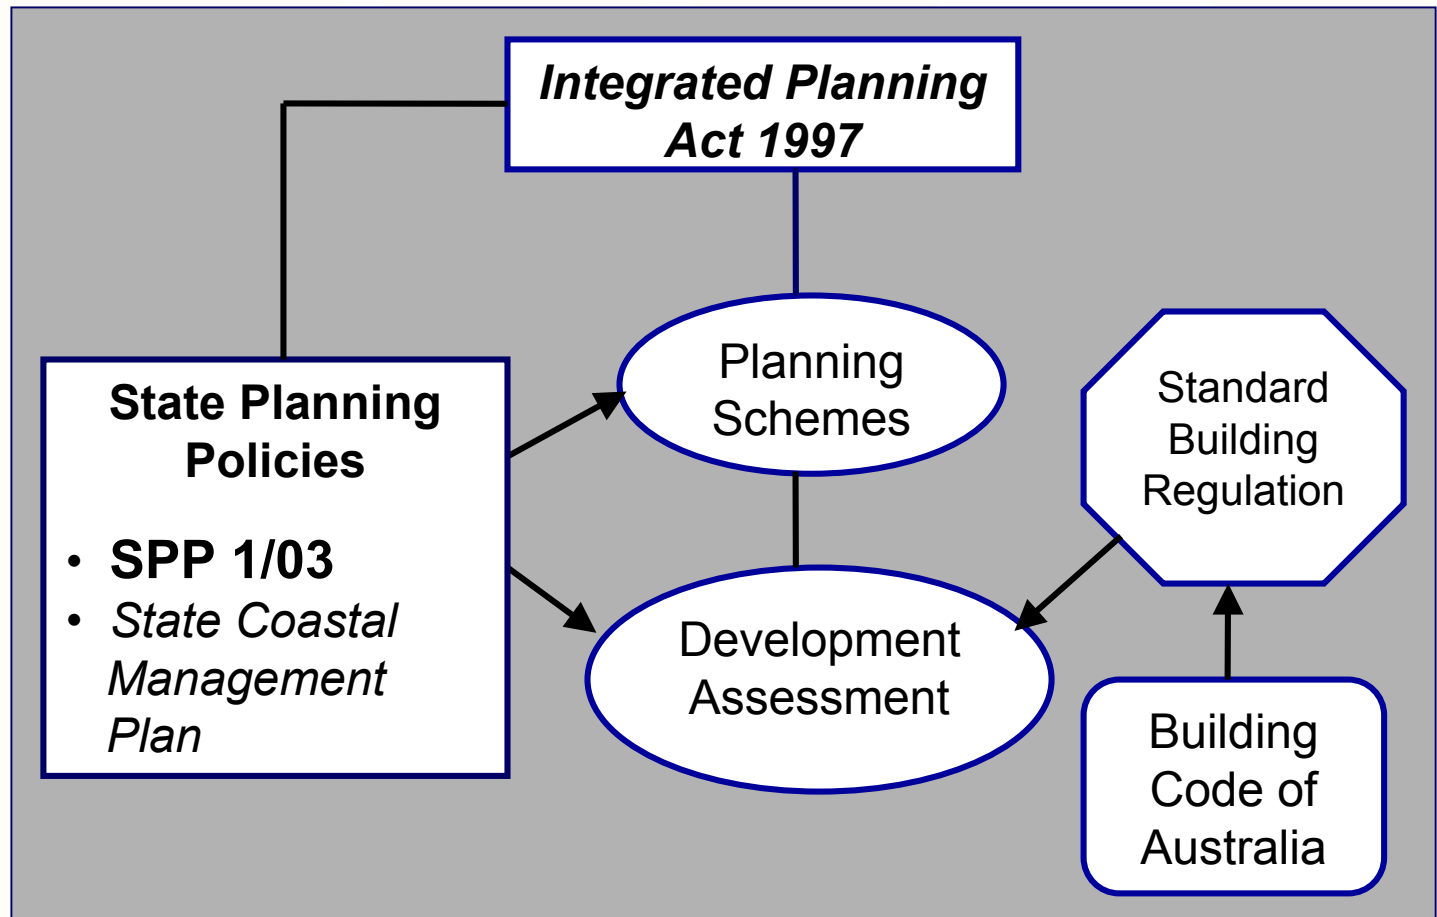 Integrated Planning
Act 1997
State Planning
Policies
• SPP 1/03
• State Coastal
Management
Plan
Planning
Schemes
Development
Assessment
Standard
Building
Regulation
Building
Code of
Australia